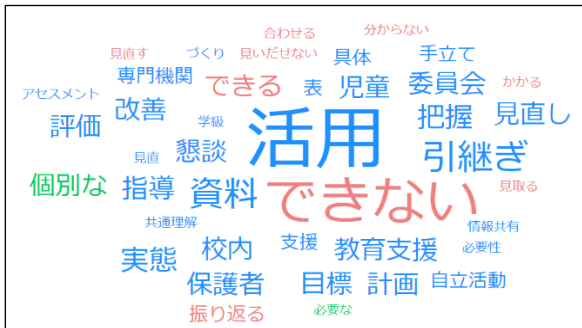 合わせる
分からない
見直す
づくり
見いだせない
具体
手立て
専門機関
できる
表
児童
委員会
かかる
アセスメント
改善
評価
学級
活用
把握
見直し
見直
懇談
引継ぎ
個別な
指導
資料
できない
見取る
共通理解
情報共有
実態
校内
支援
教育支援
必要性
保護者
目標
計画
自立活動
振り返る
必要な